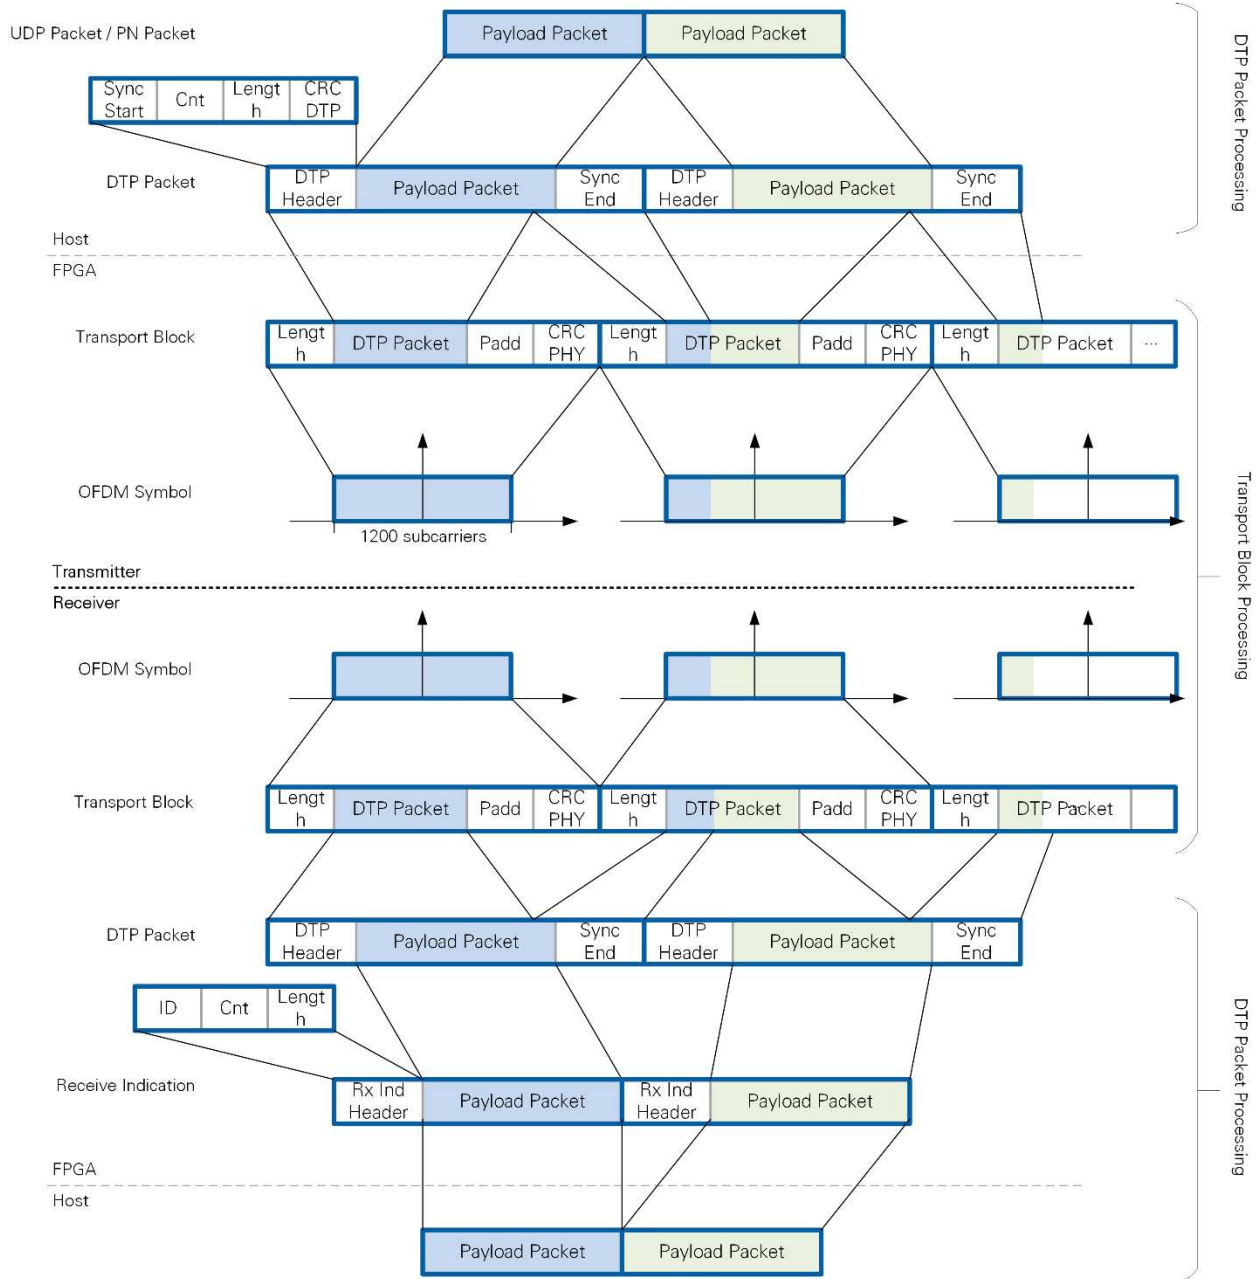 UDP Packet / PN Packet
Payload Packet
Payload Packet
DTP Packet Processing
Sync
Start
Cnt
Lengt
h
CRC
DTP
DTP Packet
DTP
Header
Payload Packet
Sync
End
DTP
Header
Payload Packet
Sync
End
Host
FPGA
Transport Block
Lengt
h
DTP Packet
Padd
CRC
PHY
Lengt
h
DTP Packet
Padd
CRC
PHY
Lengt
h
DTP Packet
...
OFDM Symbol
1200 subcarriers
Transport Block Processing
Transmitter
Receiver
OFDM Symbol
Transport Block
Lengt
h
DTP Packet
Padd
CRC
PHY
Lengt
h
DTP Packet
Padd
CRC
PHY
Lengt
h
DTP Packet
...
DTP Packet
DTP
Header
Payload Packet
Sync
End
DTP
Header
Payload Packet
Sync
End
DTP Packet Processing
ID
Cnt
Lengt
h
Receive Indication
Rx Ind
Header
Payload Packet
Rx Ind
Header
Payload Packet
FPGA
Host
Payload Packet
Payload Packet